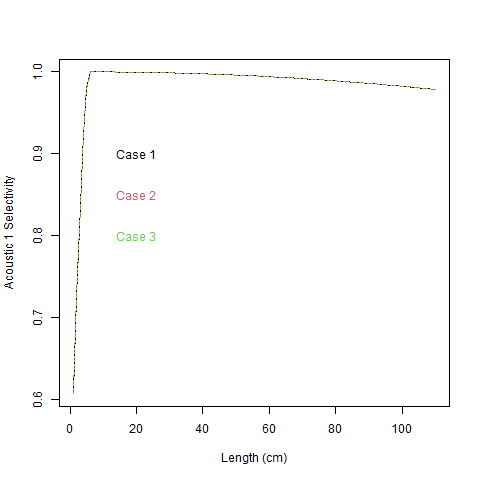 1.0
0.9
0.8
0.7
0.6
Acoustic 1 Selectivity
Case 1
Case 2
Case 3
0 20 40 60 80 100
Length (cm)